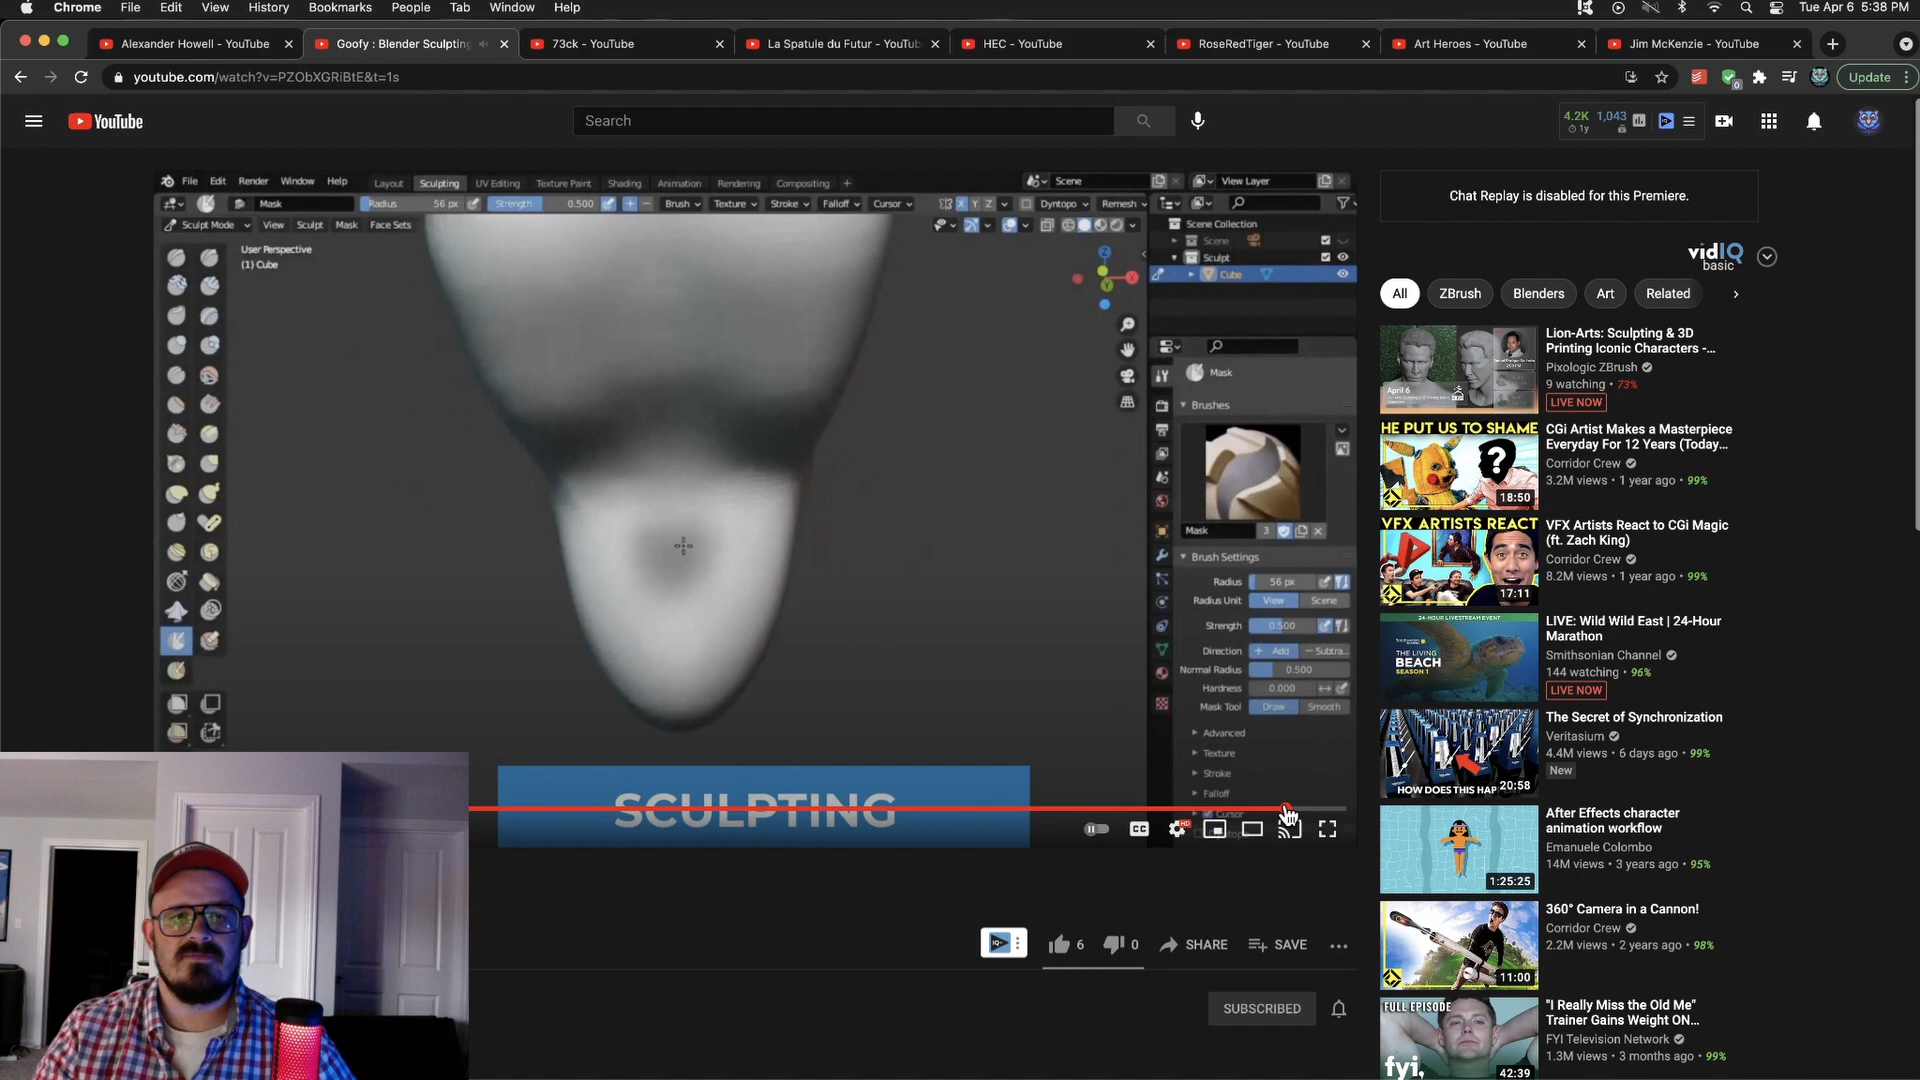 Chrome File Edit View History Bookmarks People Tab Window Help Tue Apr 6 5:38 PM
Alexander Howell - YouTube Goofy : Blender Sculpting 73ck - YouTube La Spatule du Futur - YouTub HEC - YouTube RoseRedTiger - YouTube Art Heroes - YouTube Jim McKenzie - YouTube
youtube.com/watch?v=PZObXGRiBtE&t=1s Update
YouTube Search 4.2K 1,043
1y
File Edit Render Window Help Layout Sculpting UV Editing Texture Paint Shading Animation Rendering Compositing + Scene View Layer
Mask Radius 56 px Strength 0.500 Brush Texture Stroke Falloff Cursor X Y Z Dyntopo Remesh
Sculpt Mode View Sculpt Mask Face Sets
User Perspective
(1) Cube
Scene Collection
Scene
Sculpt
Cube
Mask
Brushes
Mask 3
Brush Settings
Radius 56 px
Radius Unit View Scene
Strength 0.500
Direction + Add − Subtra...
Normal Radius 0.500
Hardness 0.000
Mask Tool Draw Smooth
Advanced
Texture
Stroke
Falloff
Cursor
SCULPTING
CC HD
6 0 SHARE SAVE
SUBSCRIBED
Chat Replay is disabled for this Premiere.
vidIQ
basic
All ZBrush Blenders Art Related
April 6
Lion-Arts: Sculpting & 3D
Printing Iconic Characters -...
Pixologic ZBrush
9 watching • 73%
LIVE NOW
HE PUT US TO SHAME
?
18:50
CGi Artist Makes a Masterpiece
Everyday For 12 Years (Today...
Corridor Crew
3.2M views • 1 year ago • 99%
VFX ARTISTS REACT
17:11
VFX Artists React to CGi Magic
(ft. Zach King)
Corridor Crew
8.2M views • 1 year ago • 99%
24-HOUR LIVESTREAM EVENT
THE LIVING
BEACH
SEASON 1
LIVE: Wild Wild East | 24-Hour
Marathon
Smithsonian Channel
144 watching • 96%
LIVE NOW
HOW DOES THIS HAP
20:58
The Secret of Synchronization
Veritasium
4.4M views • 6 days ago • 99%
New
1:25:25
After Effects character
animation workflow
Emanuele Colombo
14M views • 3 years ago • 95%
11:00
360° Camera in a Cannon!
Corridor Crew
2.2M views • 2 years ago • 98%
FULL EPISODE
fyi,
42:39
"I Really Miss the Old Me"
Trainer Gains Weight ON...
FYI Television Network
1.3M views • 3 months ago • 99%